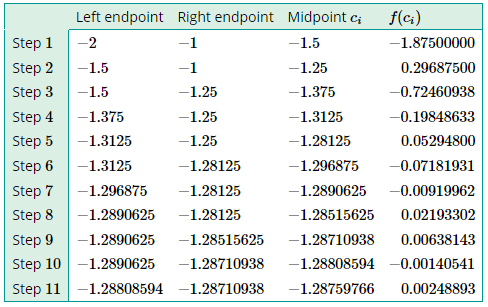 Left endpoint Right endpoint Midpoint cᵢ f(cᵢ)
Step 1 −2 −1 −1.5 −1.87500000
Step 2 −1.5 −1 −1.25 0.29687500
Step 3 −1.5 −1.25 −1.375 −0.72460938
Step 4 −1.375 −1.25 −1.3125 −0.19848633
Step 5 −1.3125 −1.25 −1.28125 0.05294800
Step 6 −1.3125 −1.28125 −1.296875 −0.07181931
Step 7 −1.296875 −1.28125 −1.2890625 −0.00919962
Step 8 −1.2890625 −1.28125 −1.28515625 0.02193302
Step 9 −1.2890625 −1.28515625 −1.28710938 0.00638143
Step 10 −1.2890625 −1.28710938 −1.28808594 −0.00140541
Step 11 −1.28808594 −1.28710938 −1.28759766 0.00248893